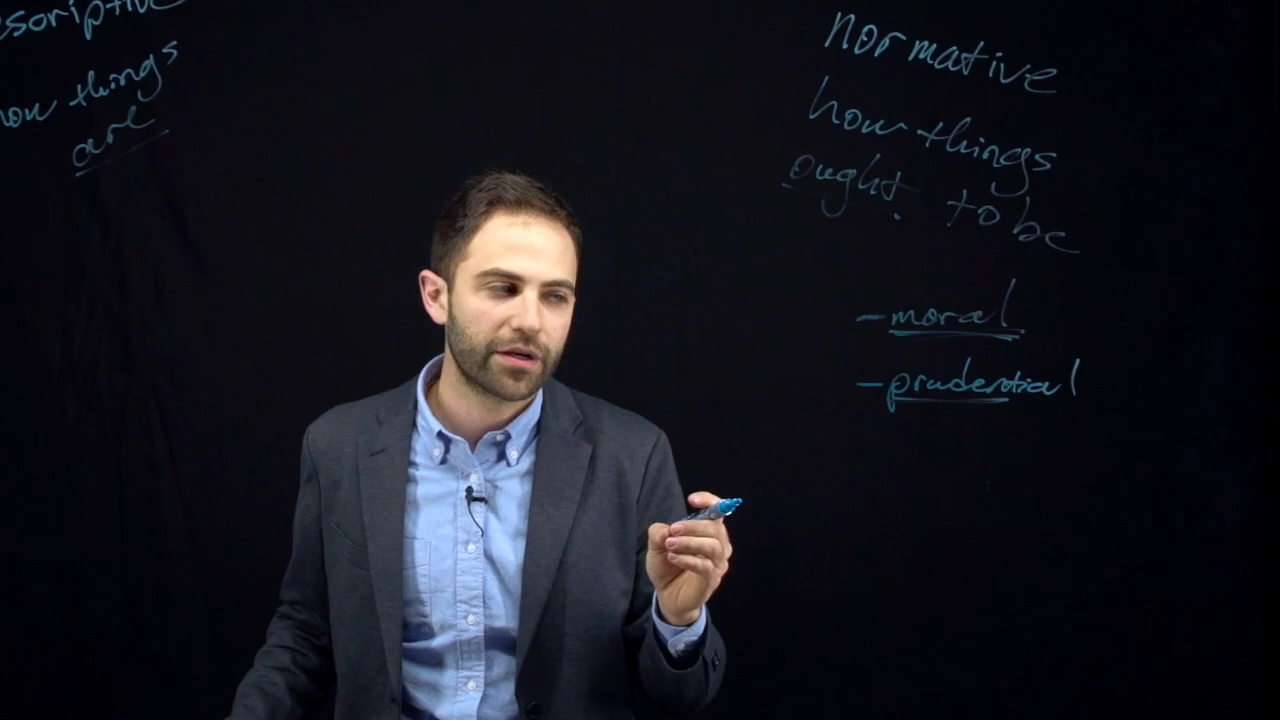 escriptive
how things
are
normative
how things
ought to be
- moral
- prudential